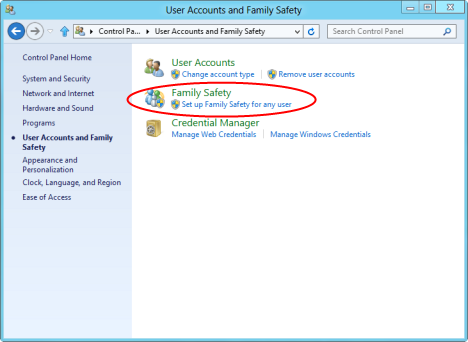 User Accounts and Family Safety
Control Pa... User Accounts and Family Safety
Search Control Panel
Control Panel Home
System and Security
Network and Internet
Hardware and Sound
Programs
User Accounts and Family
Safety
Appearance and
Personalization
Clock, Language, and Region
Ease of Access
User Accounts
Change account type Remove user accounts
Family Safety
Set up Family Safety for any user
Credential Manager
Manage Web Credentials Manage Windows Credentials